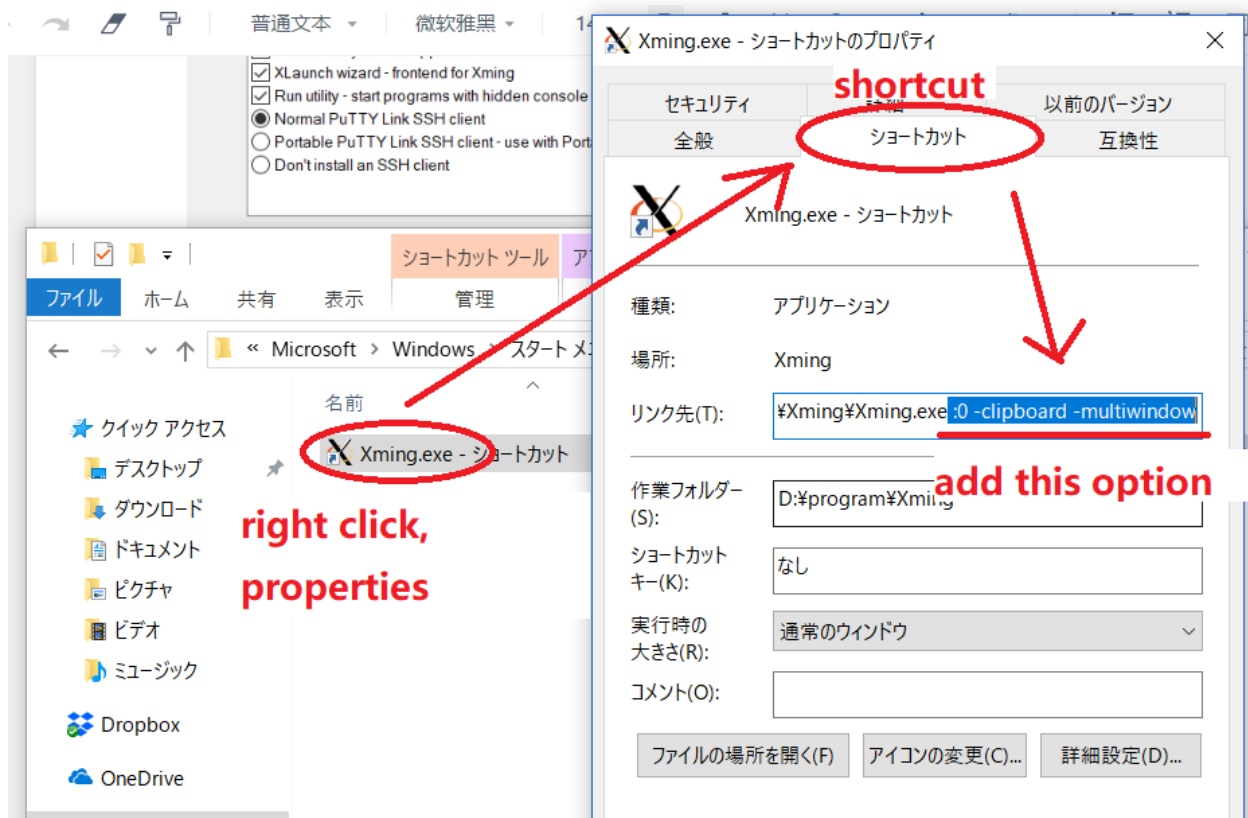 普通文本
微软雅黑
XLaunch wizard - frontend for Xming
Run utility - start programs with hidden console
Normal PuTTY Link SSH client
Portable PuTTY Link SSH client - use with
Don't install an SSH client
ショートカット ツール
ファイル
ホーム
共有
表示
管理
« Microsoft > Windows > スタート
名前
Xming.exe - ショートカット
クイック アクセス
デスクトップ
ダウンロード
ドキュメント
ピクチャ
ビデオ
ミュージック
Dropbox
OneDrive
right click,
properties
Xming.exe - ショートカットのプロパティ
shortcut
セキュリティ
詳細
以前のバージョン
全般
ショートカット
互換性
Xming.exe - ショートカット
種類:
アプリケーション
場所:
Xming
リンク先(T):
¥Xming¥Xming.exe :0 -clipboard -multiwindow
add this option
作業フォルダー
(S):
D:¥program¥Xming
ショートカット
キー(K):
なし
実行時の
大きさ(R):
通常のウィンドウ
コメント(O):
ファイルの場所を開く(F)
アイコンの変更(C)...
詳細設定(D)...